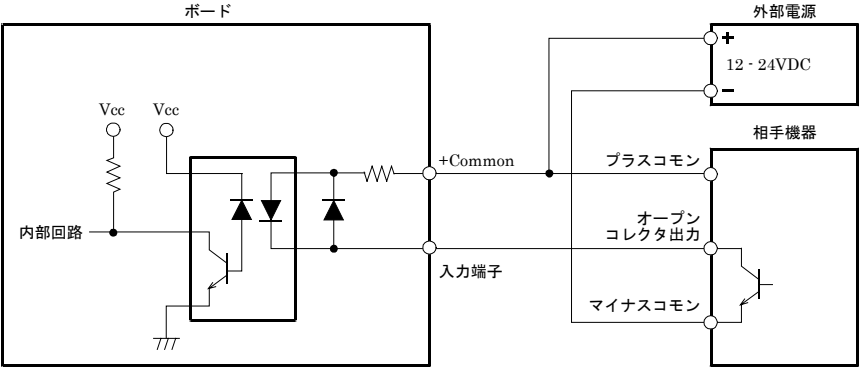 ボード
外部電源
+
12 - 24VDC
−
Vcc
Vcc
相手機器
+Common
プラスコモン
オープン
コレクタ出力
内部回路
入力端子
マイナスコモン